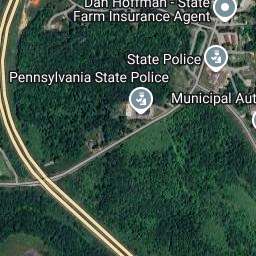 Dan Hoffman - State
Farm Insurance Agent
State Police
Pennsylvania State Police
Municipal Aut